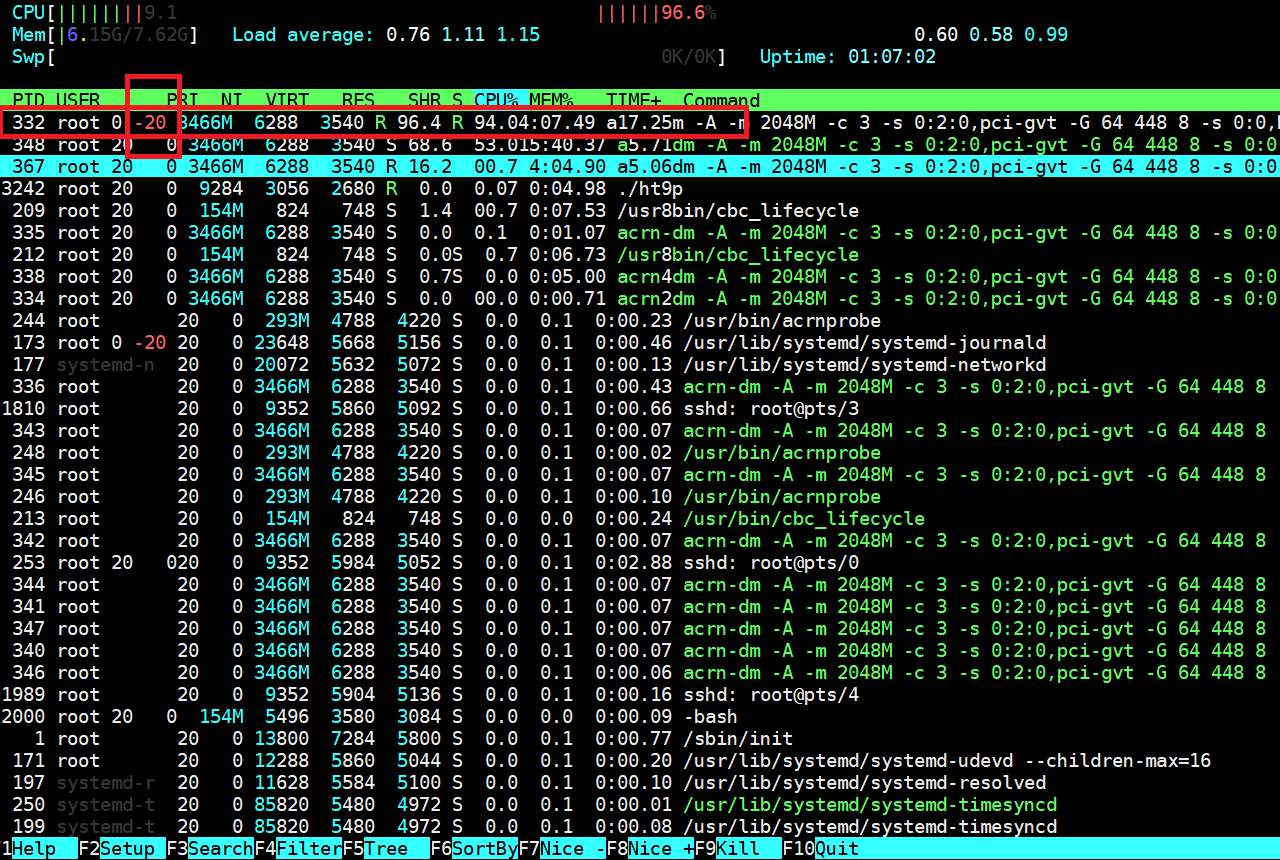 CPU[||||||||9.1 ||||||96.6%
Mem[|6.15G/7.62G] Load average: 0.76 1.11 1.15 0.60 0.58 0.99
Swp[ 0K/0K] Uptime: 01:07:02
PID USER PRI NI VIRT RES SHR S CPU% MEM% TIME+ Command
332 root 0 -20 3466M 6288 3540 R 96.4 R 94.04:07.49 a17.25m -A -m 2048M -c 3 -s 0:2:0,pci-gvt -G 64 448 8 -s 0:0,
348 root 20 0 3466M 6288 3540 S 68.6 53.015:40.37 a5.71dm -A -m 2048M -c 3 -s 0:2:0,pci-gvt -G 64 448 8 -s 0:0
367 root 20 0 3466M 6288 3540 R 16.2 00.7 4:04.90 a5.06dm -A -m 2048M -c 3 -s 0:2:0,pci-gvt -G 64 448 8 -s 0:0
3242 root 20 0 9284 3056 2680 R 0.0 0.07 0:04.98 ./ht9p
209 root 20 0 154M 824 748 S 1.4 00.7 0:07.53 /usr8bin/cbc_lifecycle
335 root 20 0 3466M 6288 3540 S 0.0 0.1 0:01.07 acrn-dm -A -m 2048M -c 3 -s 0:2:0,pci-gvt -G 64 448 8 -s 0:0
212 root 20 0 154M 824 748 S 0.0S 0.7 0:06.73 /usr8bin/cbc_lifecycle
338 root 20 0 3466M 6288 3540 S 0.7S 0.0 0:05.00 acrn4dm -A -m 2048M -c 3 -s 0:2:0,pci-gvt -G 64 448 8 -s 0:0
334 root 20 0 3466M 6288 3540 S 0.0 00.0 0:00.71 acrn2dm -A -m 2048M -c 3 -s 0:2:0,pci-gvt -G 64 448 8 -s 0:0
244 root 20 0 293M 4788 4220 S 0.0 0.1 0:00.23 /usr/bin/acrnprobe
173 root 0 -20 20 0 23648 5668 5156 S 0.0 0.1 0:00.46 /usr/lib/systemd/systemd-journald
177 systemd-n 20 0 20072 5632 5072 S 0.0 0.1 0:00.13 /usr/lib/systemd/systemd-networkd
336 root 20 0 3466M 6288 3540 S 0.0 0.1 0:00.43 acrn-dm -A -m 2048M -c 3 -s 0:2:0,pci-gvt -G 64 448 8
1810 root 20 0 9352 5860 5092 S 0.0 0.1 0:00.66 sshd: root@pts/3
343 root 20 0 3466M 6288 3540 S 0.0 0.1 0:00.07 acrn-dm -A -m 2048M -c 3 -s 0:2:0,pci-gvt -G 64 448 8
248 root 20 0 293M 4788 4220 S 0.0 0.1 0:00.02 /usr/bin/acrnprobe
345 root 20 0 3466M 6288 3540 S 0.0 0.1 0:00.07 acrn-dm -A -m 2048M -c 3 -s 0:2:0,pci-gvt -G 64 448 8
246 root 20 0 293M 4788 4220 S 0.0 0.1 0:00.10 /usr/bin/acrnprobe
213 root 20 0 154M 824 748 S 0.0 0.0 0:00.24 /usr/bin/cbc_lifecycle
342 root 20 0 3466M 6288 3540 S 0.0 0.1 0:00.07 acrn-dm -A -m 2048M -c 3 -s 0:2:0,pci-gvt -G 64 448 8
253 root 20 020 0 9352 5984 5052 S 0.0 0.1 0:02.88 sshd: root@pts/0
344 root 20 0 3466M 6288 3540 S 0.0 0.1 0:00.07 acrn-dm -A -m 2048M -c 3 -s 0:2:0,pci-gvt -G 64 448 8
341 root 20 0 3466M 6288 3540 S 0.0 0.1 0:00.07 acrn-dm -A -m 2048M -c 3 -s 0:2:0,pci-gvt -G 64 448 8
347 root 20 0 3466M 6288 3540 S 0.0 0.1 0:00.07 acrn-dm -A -m 2048M -c 3 -s 0:2:0,pci-gvt -G 64 448 8
340 root 20 0 3466M 6288 3540 S 0.0 0.1 0:00.07 acrn-dm -A -m 2048M -c 3 -s 0:2:0,pci-gvt -G 64 448 8
346 root 20 0 3466M 6288 3540 S 0.0 0.1 0:00.06 acrn-dm -A -m 2048M -c 3 -s 0:2:0,pci-gvt -G 64 448 8
1989 root 20 0 9352 5904 5136 S 0.0 0.1 0:00.16 sshd: root@pts/4
2000 root 20 0 154M 5496 3580 3084 S 0.0 0.0 0:00.09 -bash
1 root 20 0 13800 7284 5800 S 0.0 0.1 0:00.77 /sbin/init
171 root 20 0 12288 5860 5044 S 0.0 0.1 0:00.20 /usr/lib/systemd/systemd-udevd --children-max=16
197 systemd-r 20 0 11628 5584 5100 S 0.0 0.1 0:00.10 /usr/lib/systemd/systemd-resolved
250 systemd-t 20 0 85820 5480 4972 S 0.0 0.1 0:00.01 /usr/lib/systemd/systemd-timesyncd
199 systemd-t 20 0 85820 5480 4972 S 0.0 0.1 0:00.08 /usr/lib/systemd/systemd-timesyncd
1Help F2Setup F3SearchF4FilterF5Tree F6SortByF7Nice -F8Nice +F9Kill F10Quit